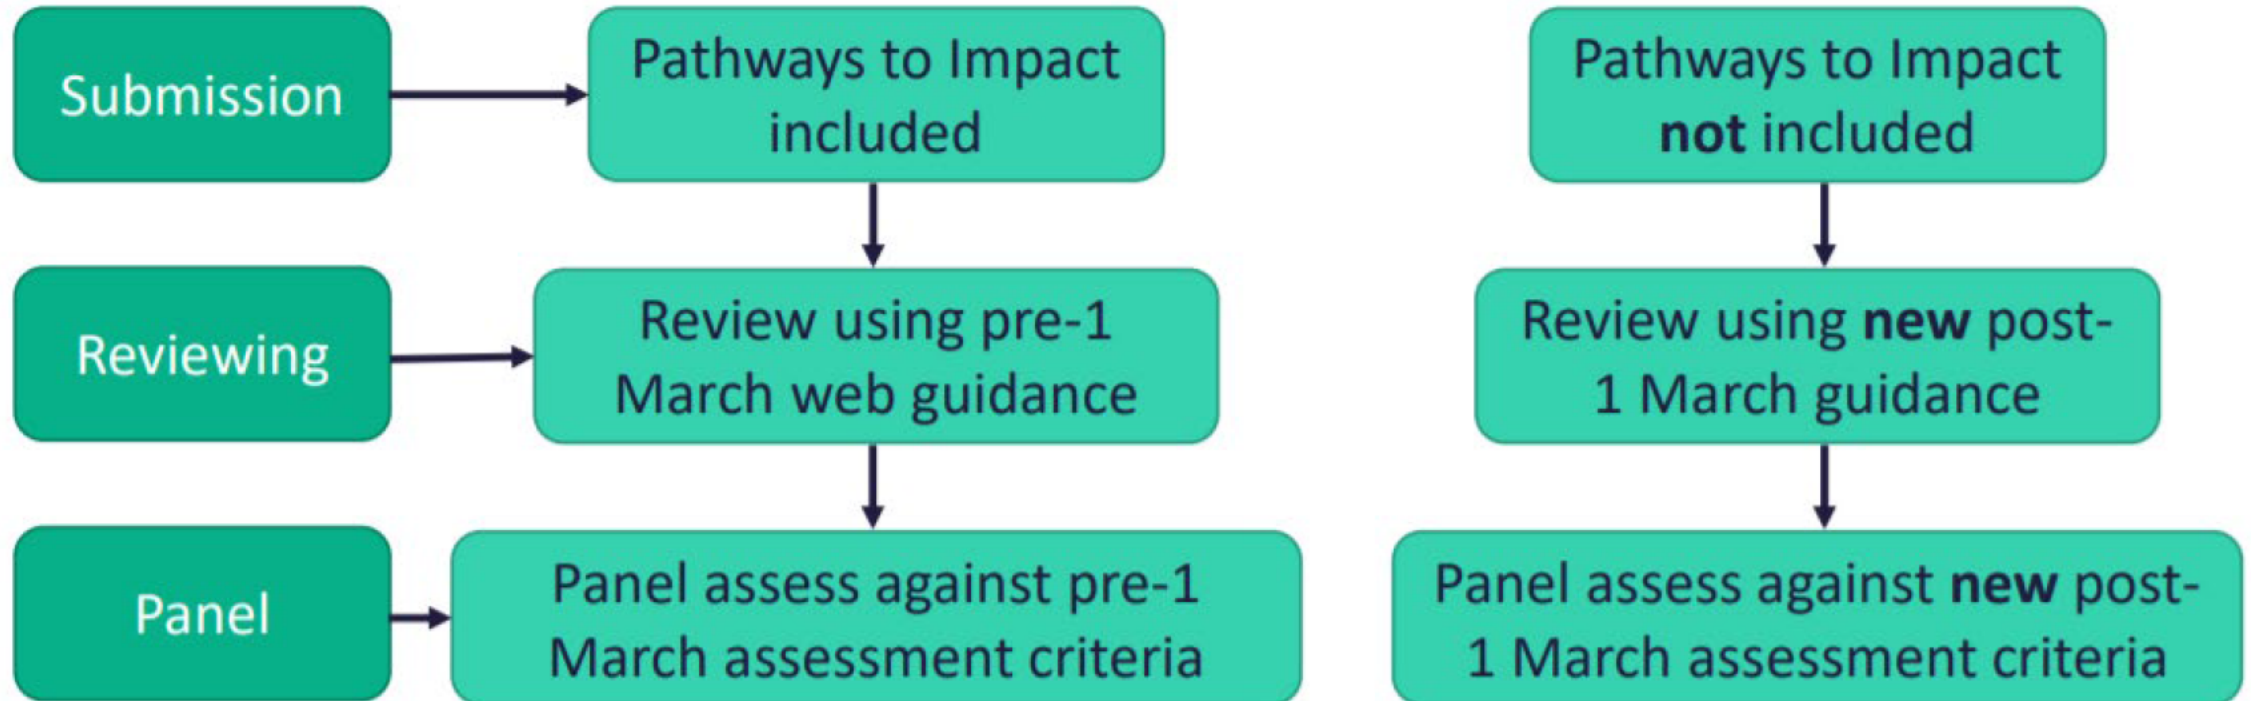 Submission
Pathways to Impact
included
Pathways to Impact
not included
Reviewing
Review using pre-1
March web guidance
Review using new post-
1 March guidance
Panel
Panel assess against pre-1
March assessment criteria
Panel assess against new post-
1 March assessment criteria